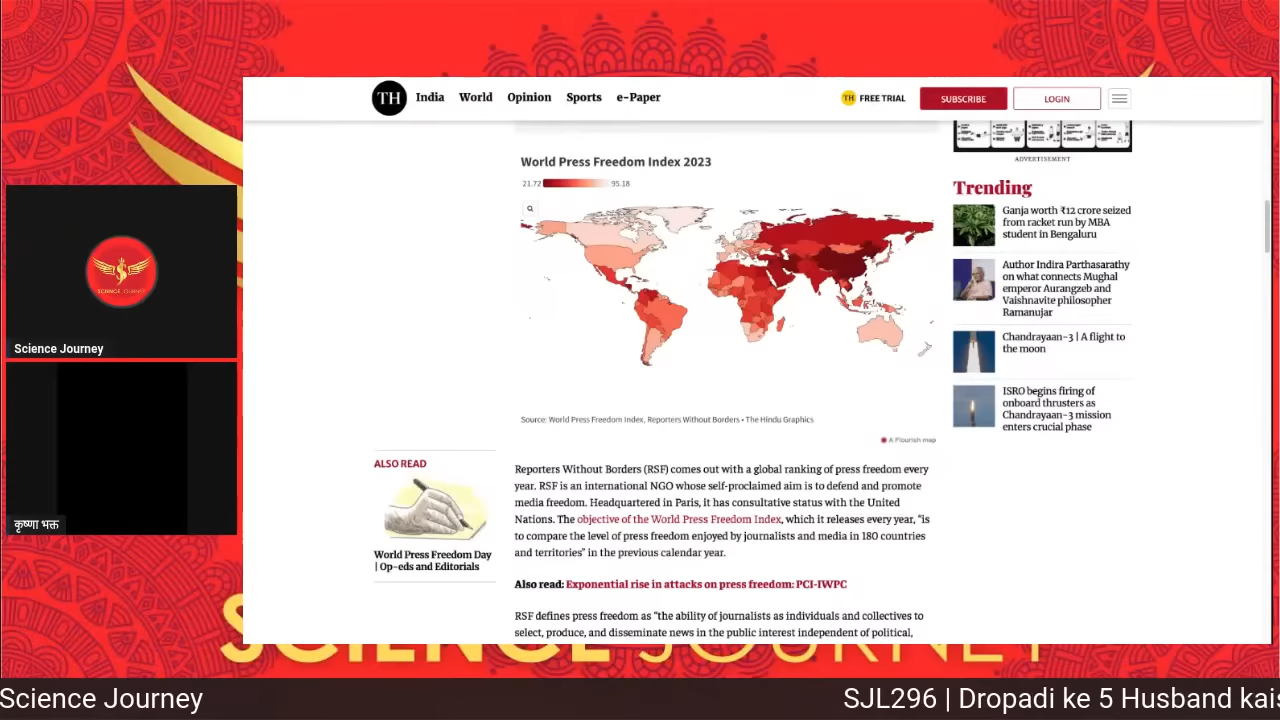 TH
India
World
Opinion
Sports
e-Paper
TH
FREE TRIAL
SUBSCRIBE
LOGIN
World Press Freedom Index 2023
21.72
95.18
Source: World Press Freedom Index, Reporters Without Borders • The Hindu Graphics
A Flourish map
ADVERTISEMENT
Trending
Ganja worth ₹12 crore seized
from racket run by MBA
student in Bengaluru
Author Indira Parthasarathy
on what connects Mughal
emperor Aurangzeb and
Vaishnavite philosopher
Ramanujar
Chandrayaan-3 | A flight to
the moon
ISRO begins firing of
onboard thrusters as
Chandrayaan-3 mission
enters crucial phase
ALSO READ
World Press Freedom Day
| Op-eds and Editorials
Reporters Without Borders (RSF) comes out with a global ranking of press freedom every
year. RSF is an international NGO whose self-proclaimed aim is to defend and promote
media freedom. Headquartered in Paris, it has consultative status with the United
Nations. The objective of the World Press Freedom Index, which it releases every year, “is
to compare the level of press freedom enjoyed by journalists and media in 180 countries
and territories” in the previous calendar year.
Also read: Exponential rise in attacks on press freedom: PCI-IWPC
RSF defines press freedom as “the ability of journalists as individuals and collectives to
select, produce, and disseminate news in the public interest independent of political,
SCIENCE JOURNEY
Science Journey
कृष्णा भक्त
SCIENCE JOURNEY
Science Journey
SJL296 | Dropadi ke 5 Husband kais